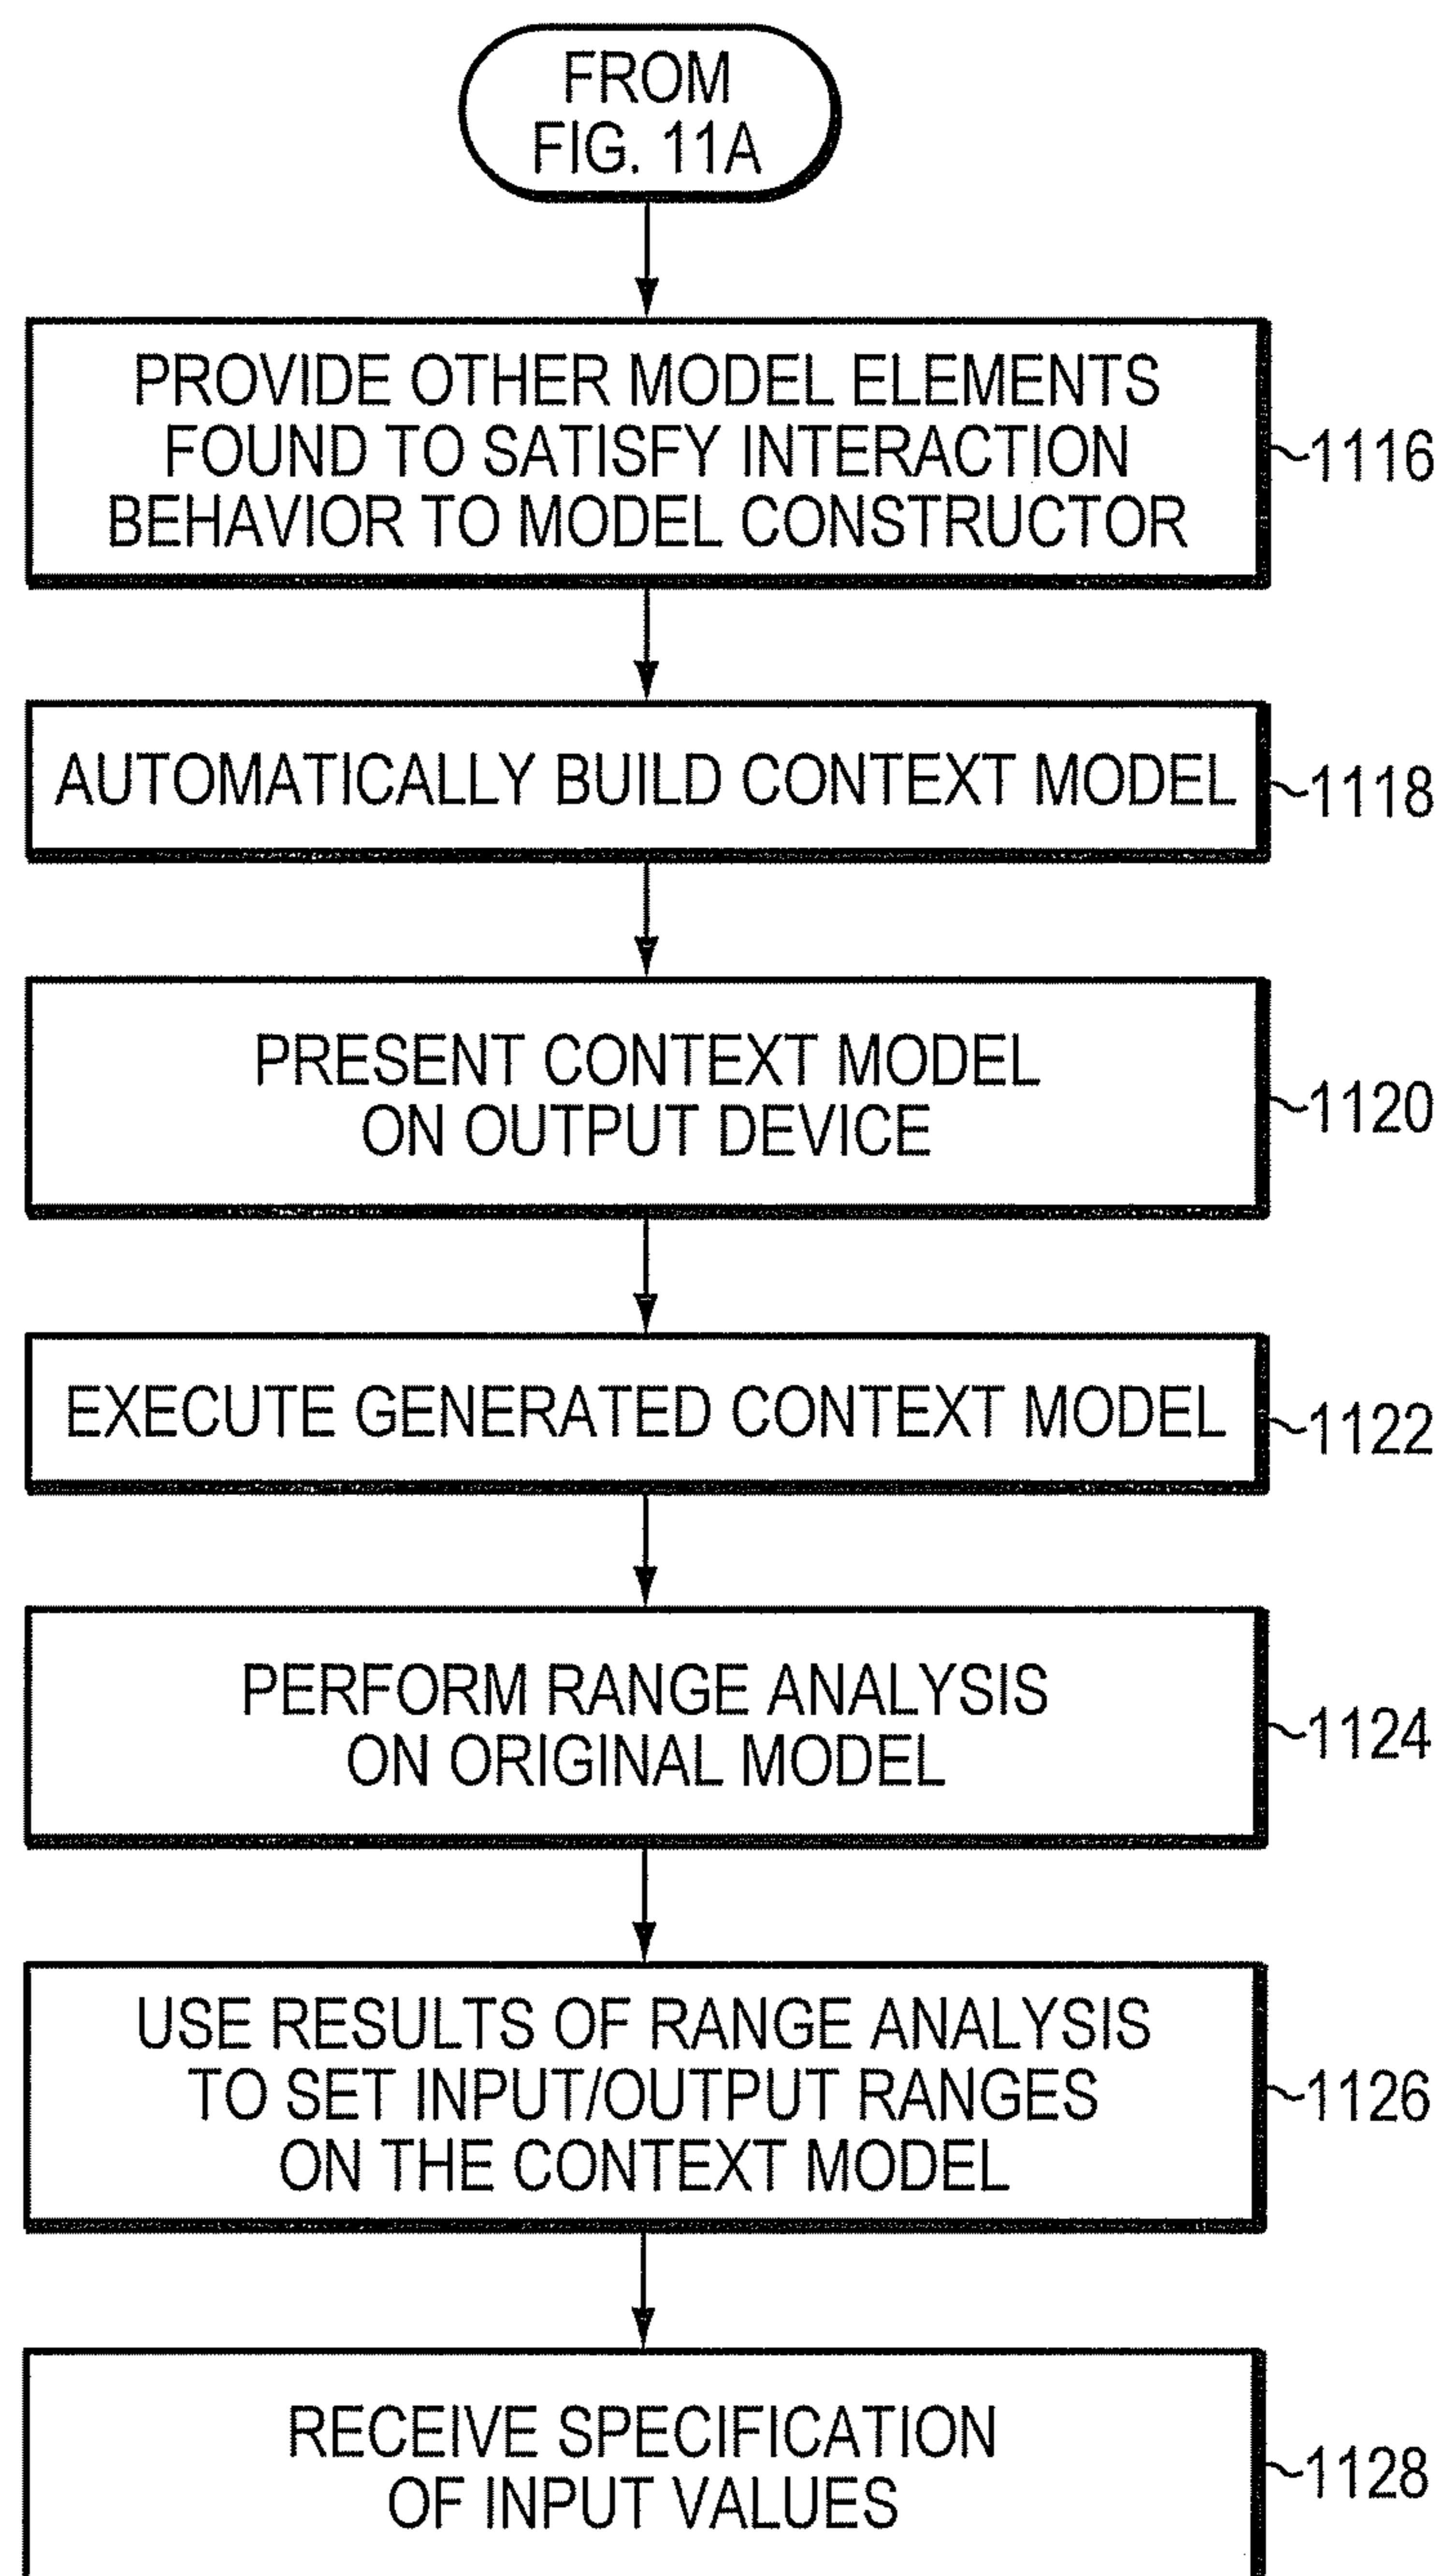 FROM
FIG. 11A
PROVIDE OTHER MODEL ELEMENTS
FOUND TO SATISFY INTERACTION
BEHAVIOR TO MODEL CONSTRUCTOR
1116
AUTOMATICALLY BUILD CONTEXT MODEL
1118
PRESENT CONTEXT MODEL
ON OUTPUT DEVICE
1120
EXECUTE GENERATED CONTEXT MODEL
1122
PERFORM RANGE ANALYSIS
ON ORIGINAL MODEL
1124
USE RESULTS OF RANGE ANALYSIS
TO SET INPUT/OUTPUT RANGES
ON THE CONTEXT MODEL
1126
RECEIVE SPECIFICATION
OF INPUT VALUES
1128